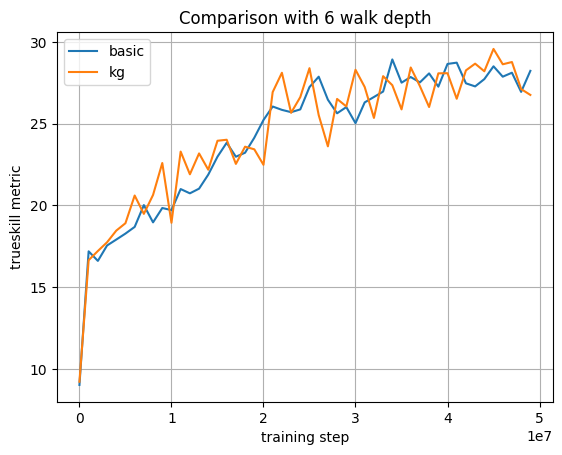 Comparison with 6 walk depth
basic
kg
trueskill metric
30
25
20
15
10
0
1
2
3
4
5
1e7
training step